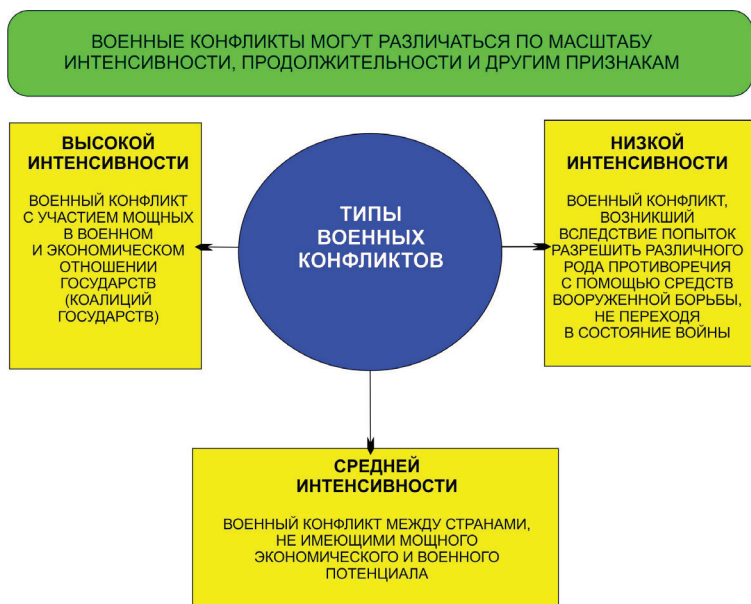 ВОЕННЫЕ КОНФЛИКТЫ МОГУТ РАЗЛИЧАТЬСЯ ПО МАСШТАБУ
ИНТЕНСИВНОСТИ, ПРОДОЛЖИТЕЛЬНОСТИ И ДРУГИМ ПРИЗНАКАМ
ВЫСОКОЙ
ИНТЕНСИВНОСТИ
ВОЕННЫЙ КОНФЛИКТ
С УЧАСТИЕМ МОЩНЫХ
В ВОЕННОМ
И ЭКОНОМИЧЕСКОМ
ОТНОШЕНИИ
ГОСУДАРСТВ
(КОАЛИЦИЙ
ГОСУДАРСТВ)
ТИПЫ
ВОЕННЫХ
КОНФЛИКТОВ
НИЗКОЙ
ИНТЕНСИВНОСТИ
ВОЕННЫЙ КОНФЛИКТ,
ВОЗНИКШИЙ
ВСЛЕДСТВИЕ ПОПЫТОК
РАЗРЕШИТЬ РАЗЛИЧНОГО
РОДА ПРОТИВОРЕЧИЯ
С ПОМОЩЬЮ СРЕДСТВ
ВООРУЖЕННОЙ БОРЬБЫ,
НЕ ПЕРЕХОДЯ
В СОСТОЯНИЕ ВОЙНЫ
СРЕДНЕЙ
ИНТЕНСИВНОСТИ
ВОЕННЫЙ КОНФЛИКТ МЕЖДУ СТРАНАМИ,
НЕ ИМЕЮЩИМИ МОЩНОГО
ЭКОНОМИЧЕСКОГО И ВОЕННОГО
ПОТЕНЦИАЛА